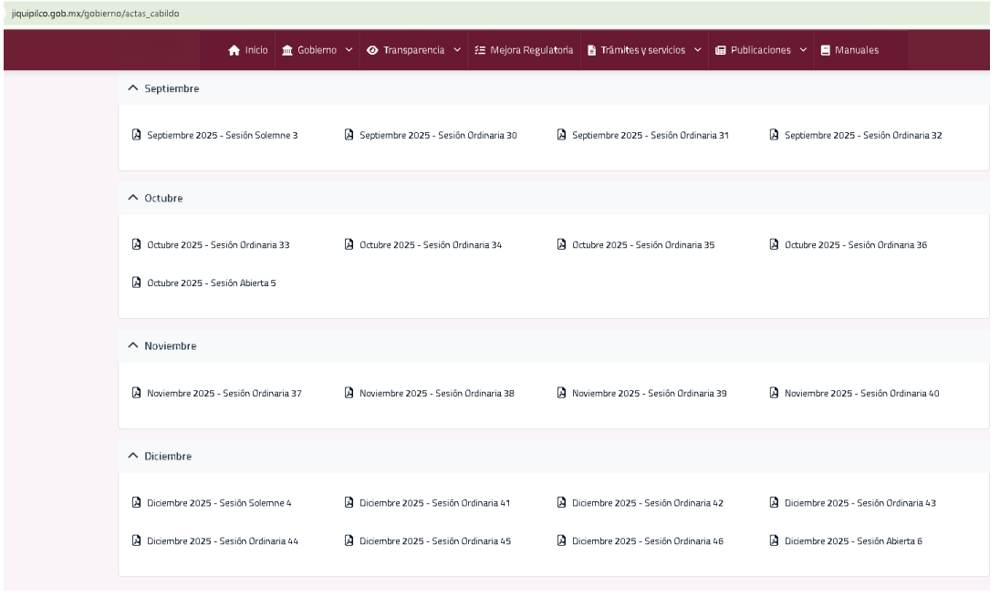 jiquipilco.gob.mx/gobierno/actas_cabildo
Inicio Gobierno Transparencia Mejora Regulatoria Trámites y servicios Publicaciones Manuales
Septiembre
Septiembre 2025 - Sesión Solemne 3 Septiembre 2025 - Sesión Ordinaria 30 Septiembre 2025 - Sesión Ordinaria 31 Septiembre 2025 - Sesión Ordinaria 32
Octubre
Octubre 2025 - Sesión Ordinaria 33 Octubre 2025 - Sesión Ordinaria 34 Octubre 2025 - Sesión Ordinaria 35 Octubre 2025 - Sesión Ordinaria 36
Octubre 2025 - Sesión Abierta 5
Noviembre
Noviembre 2025 - Sesión Ordinaria 37 Noviembre 2025 - Sesión Ordinaria 38 Noviembre 2025 - Sesión Ordinaria 39 Noviembre 2025 - Sesión Ordinaria 40
Diciembre
Diciembre 2025 - Sesión Solemne 4 Diciembre 2025 - Sesión Ordinaria 41 Diciembre 2025 - Sesión Ordinaria 42 Diciembre 2025 - Sesión Ordinaria 43
Diciembre 2025 - Sesión Ordinaria 44 Diciembre 2025 - Sesión Ordinaria 45 Diciembre 2025 - Sesión Ordinaria 46 Diciembre 2025 - Sesión Abierta 6